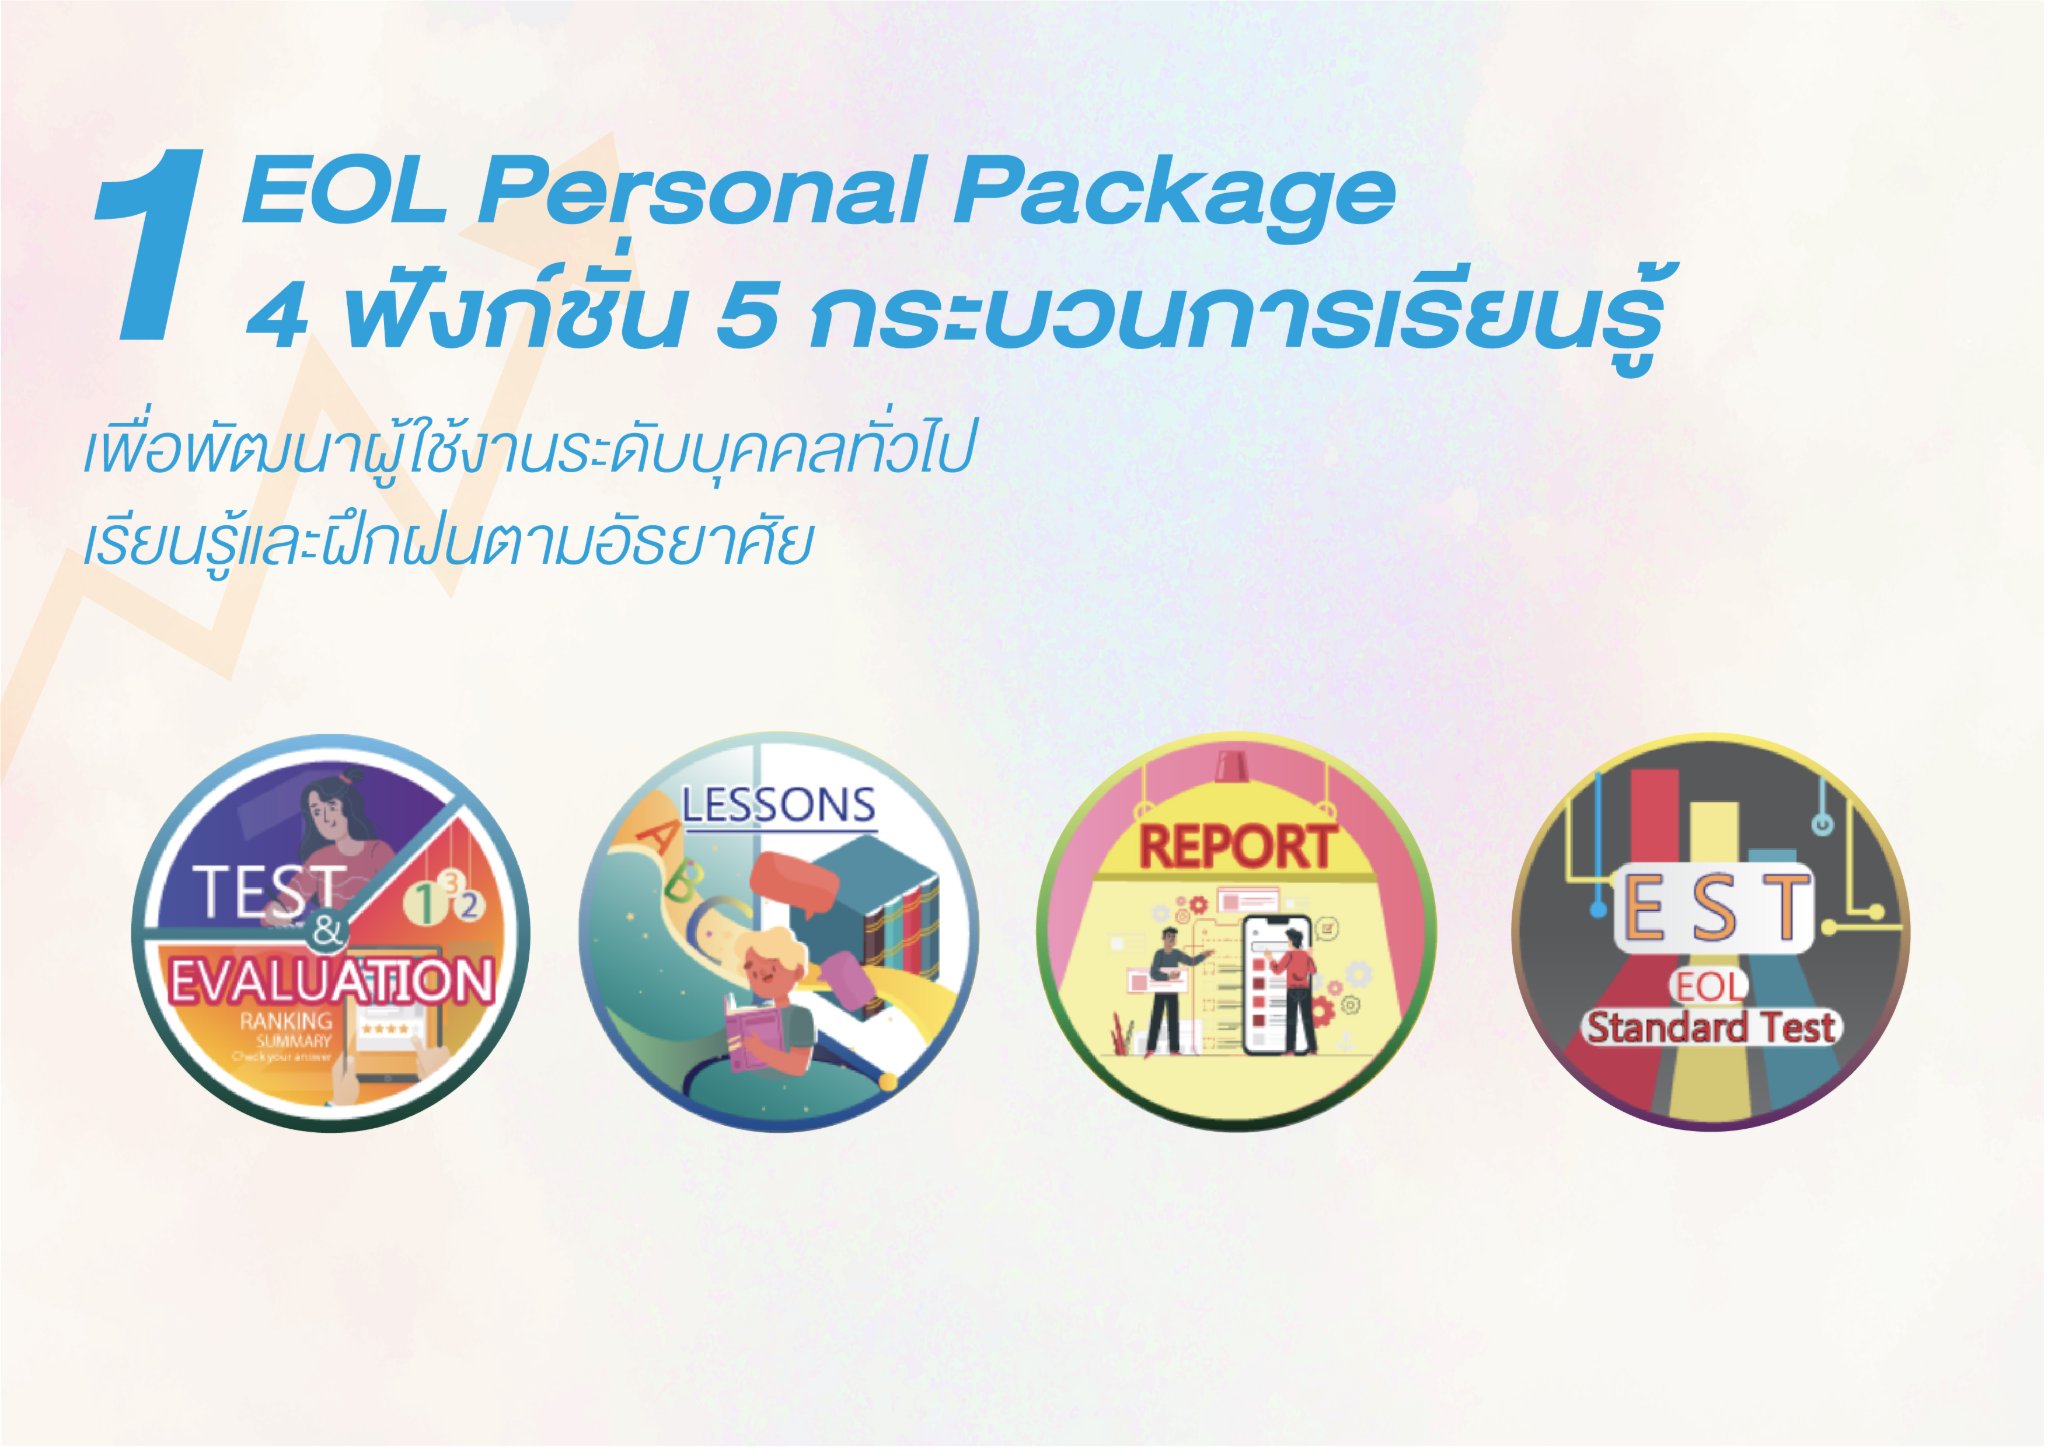 1
EOL Personal Package
4 ฟังก์ชั่น 5 กระบวนการเรียนรู้
เพื่อพัฒนาผู้ใช้งานระดับบุคคลทั่วไป
เรียนรู้และฝึกฝนตามอัธยาศัย
TEST
&
EVALUATION
RANKING
SUMMARY
Check your answer
1
3
2
LESSONS
A
B
C
REPORT
E S T
EOL
Standard Test